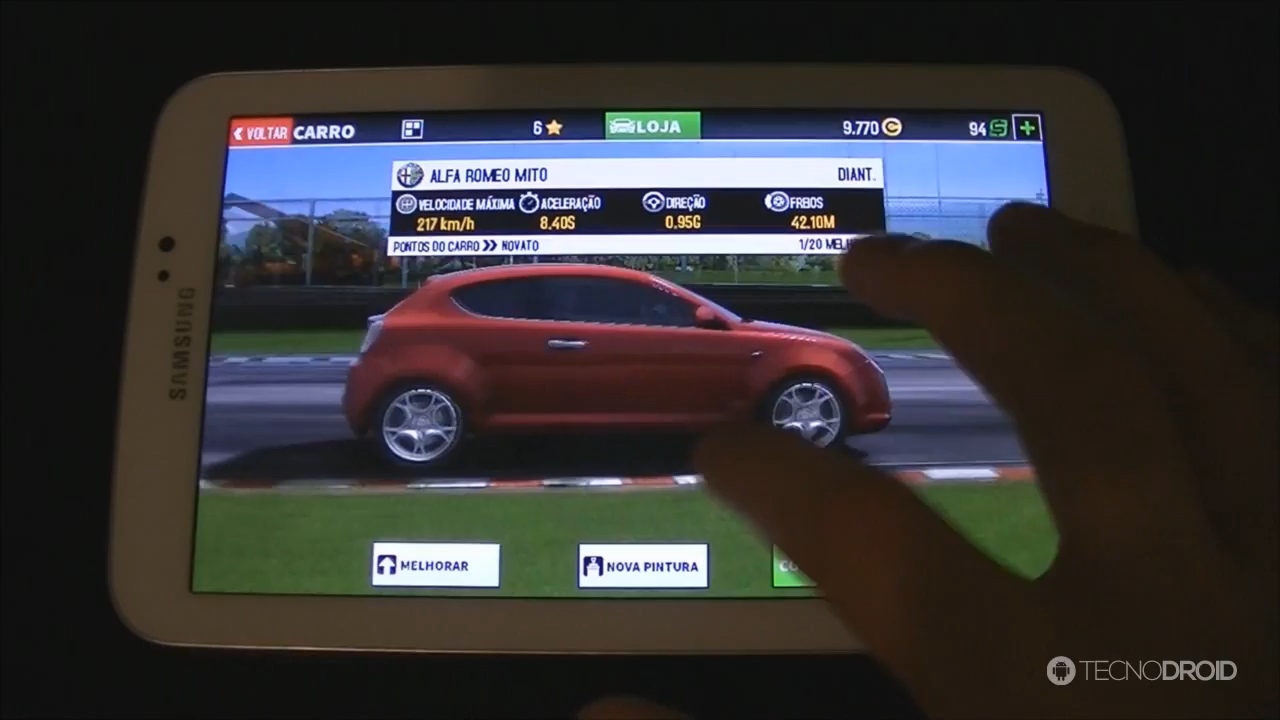 VOLTAR CARRO 6 LOJA 9.770 94
ALFA ROMEO MITO DIANT.
VELOCIDADE MÁXIMA ACELERAÇÃO DIREÇÃO FREIOS
217 km/h 8.40S 0.95G 42.10M
PONTOS DO CARRO NOVATO 1/20
SAMSUNG
MELHORAR NOVA PINTURA
TECNODROID